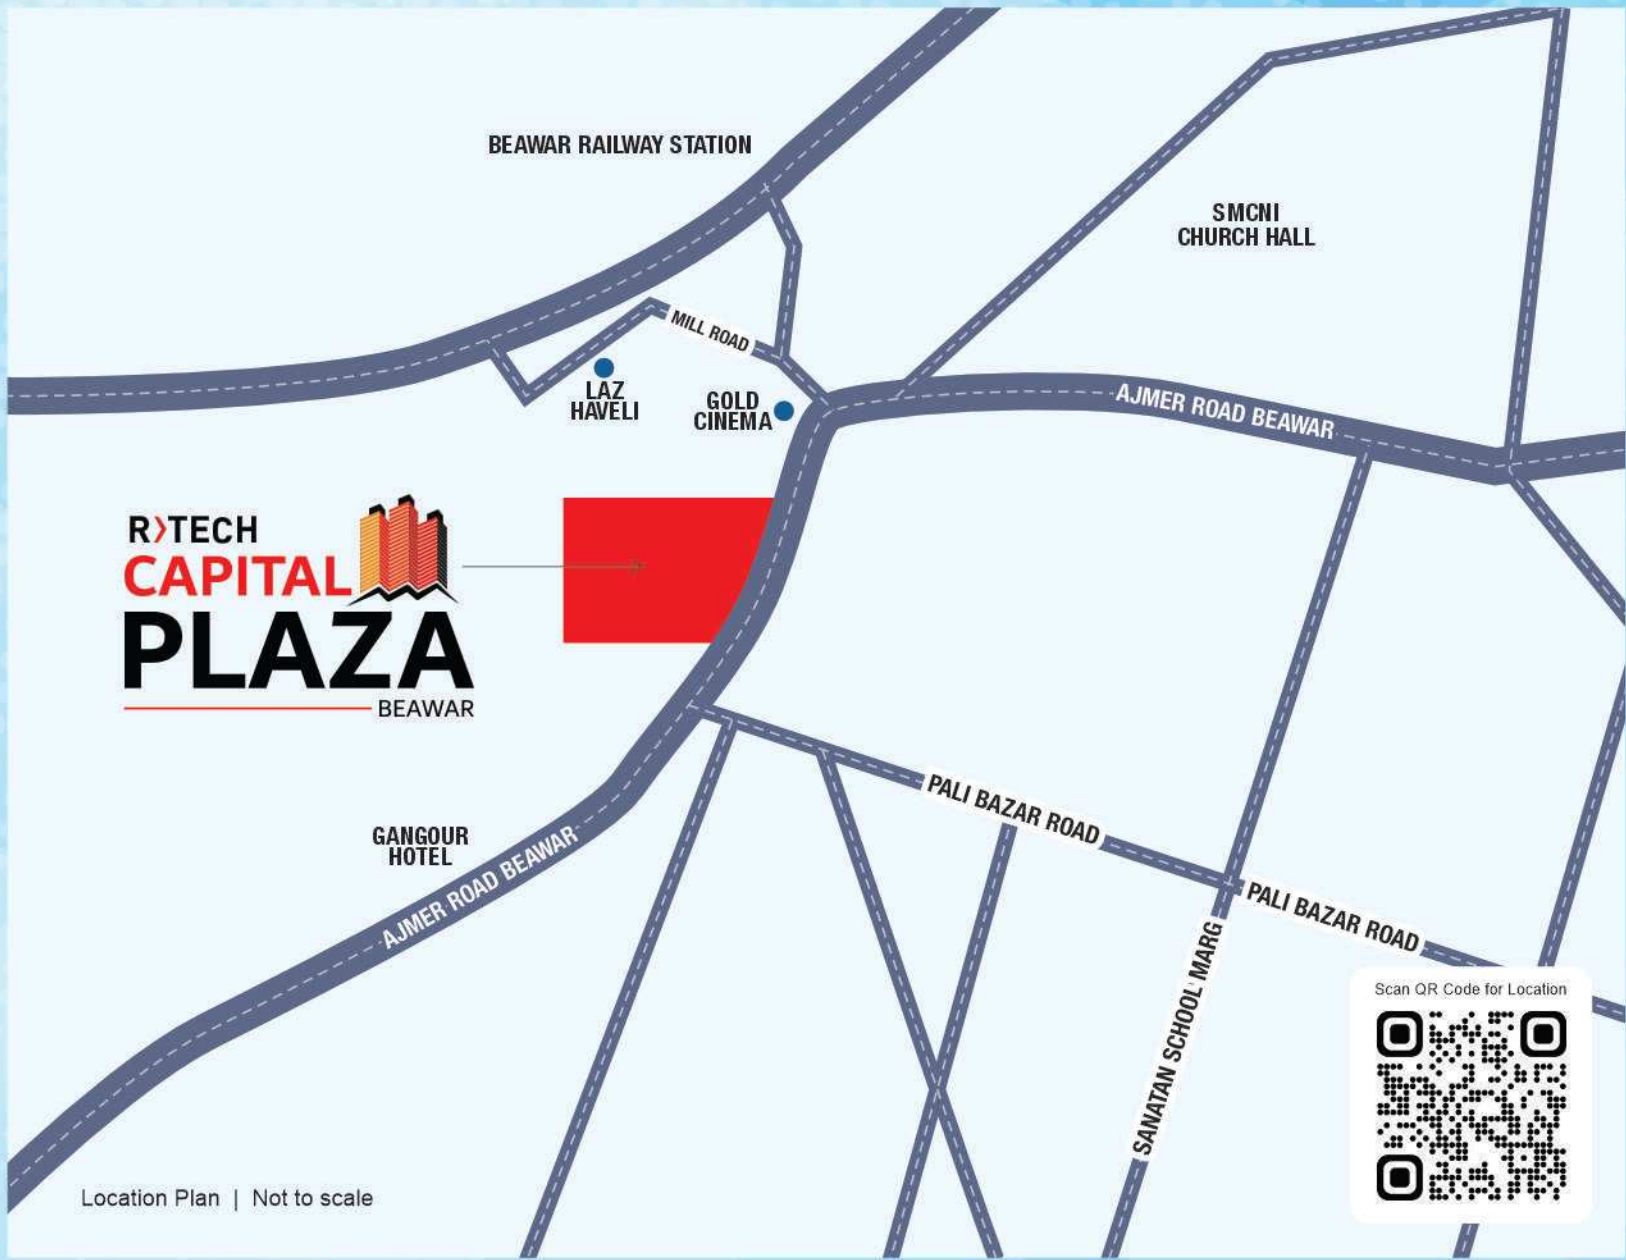 BEAWAR RAILWAY STATION
SMCNI
CHURCH HALL
MILL ROAD
LAZ
HAVELI
GOLD
CINEMA
AJMER ROAD BEAWAR
R>TECH
CAPITAL
PLAZA
BEAWAR
PALI BAZAR ROAD
GANGOUR
HOTEL
AJMER ROAD BEAWAR
PALI BAZAR ROAD
SANATAN SCHOOL MARG
Scan QR Code for Location
Location Plan | Not to scale